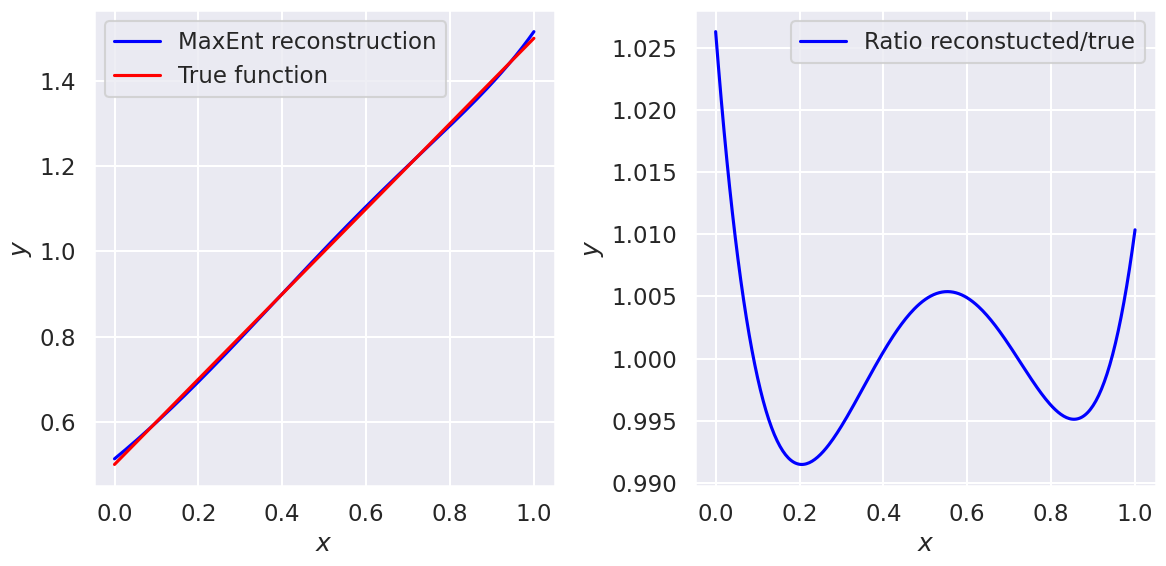 MaxEnt reconstruction
True function
1.4
1.2
1.0
0.8
0.6
0.0 0.2 0.4 0.6 0.8 1.0
x
y
Ratio reconstucted/true
1.025
1.020
1.015
1.010
1.005
1.000
0.995
0.990
0.0 0.2 0.4 0.6 0.8 1.0
x
y